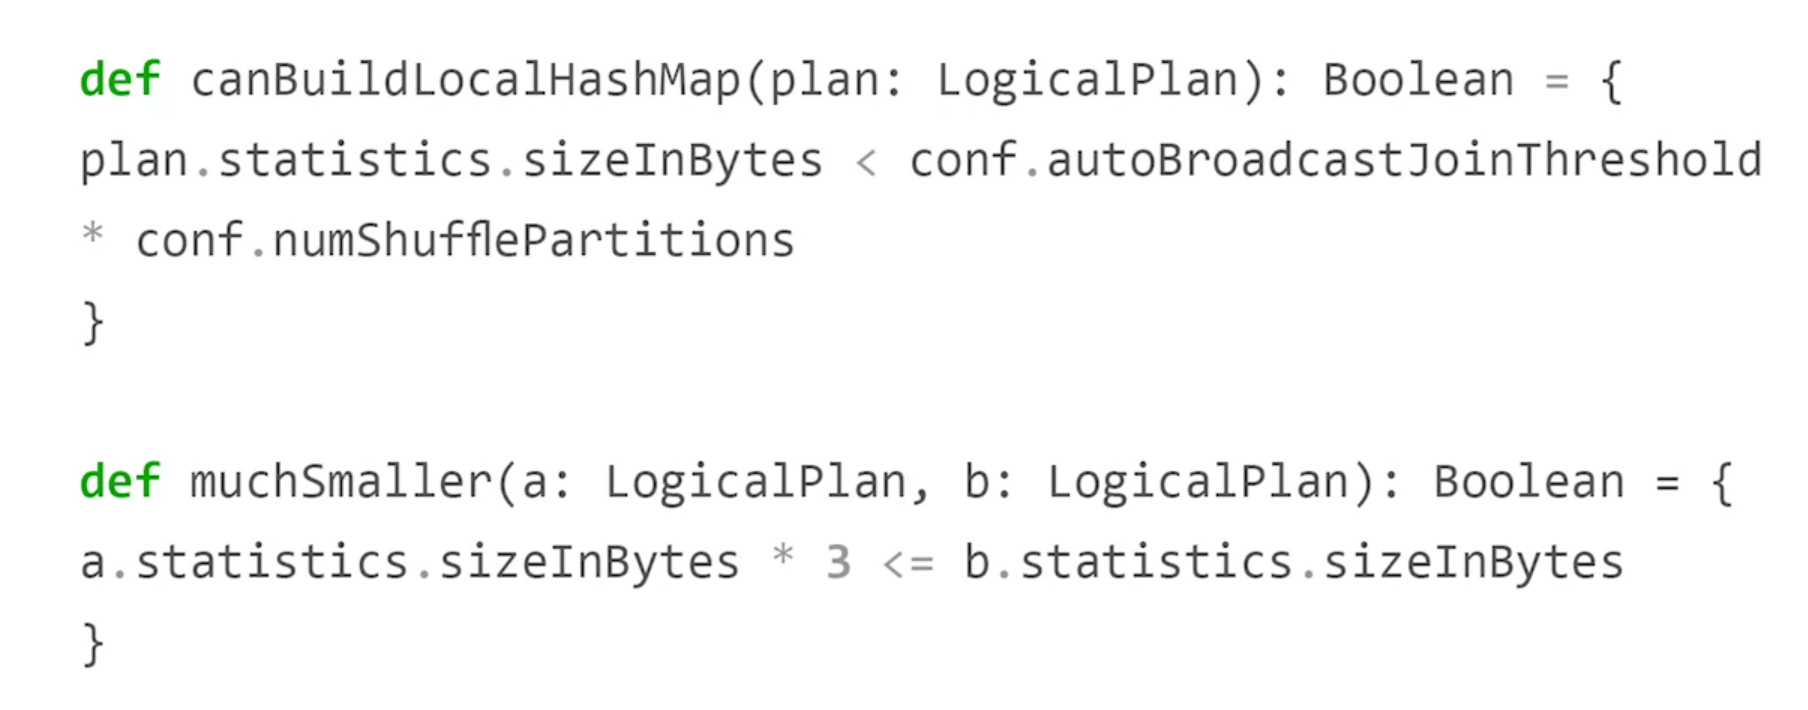 def canBuildLocalHashMap(plan: LogicalPlan): Boolean = {
plan.statistics.sizeInBytes < conf.autoBroadcastJoinThreshold
* conf.numShufflePartitions
}
def muchSmaller(a: LogicalPlan, b: LogicalPlan): Boolean = {
a.statistics.sizeInBytes * 3 <= b.statistics.sizeInBytes
}